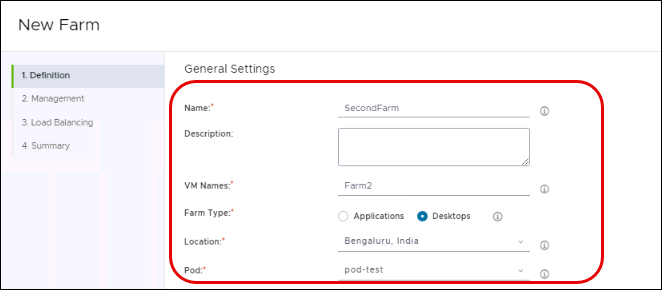 New Farm
1. Definition
2. Management
3. Load Balancing
4. Summary
General Settings
Name:* SecondFarm
Description:
VM Names:* Farm2
Farm Type:* Applications Desktops
Location:* Bengaluru, India
Pod:* pod-test